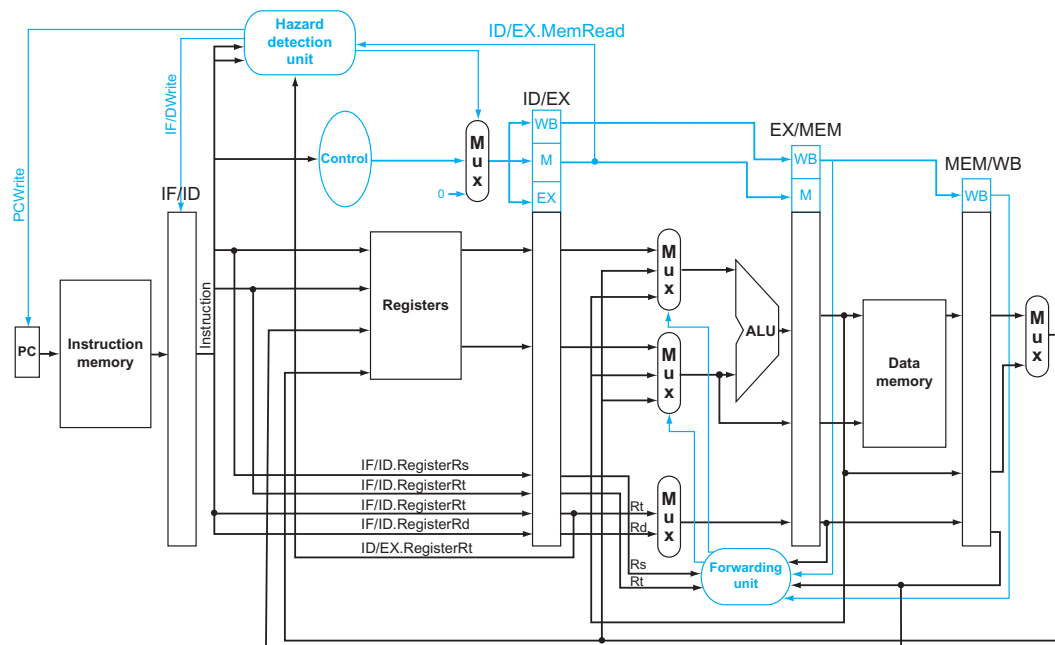 Hazard
detection
unit
ID/EX.MemRead
ID/EX
IF/DWrite
PCWrite
Control
M
u
x
0
WB
M
EX
EX/MEM
WB
M
MEM/WB
WB
IF/ID
Instruction
PC
Instruction
memory
Registers
M
u
x
M
u
x
ALU
Data
memory
M
u
x
IF/ID.RegisterRs
IF/ID.RegisterRt
IF/ID.RegisterRt
IF/ID.RegisterRd
ID/EX.RegisterRt
Rt
Rd
M
u
x
Rs
Rt
Forwarding
unit